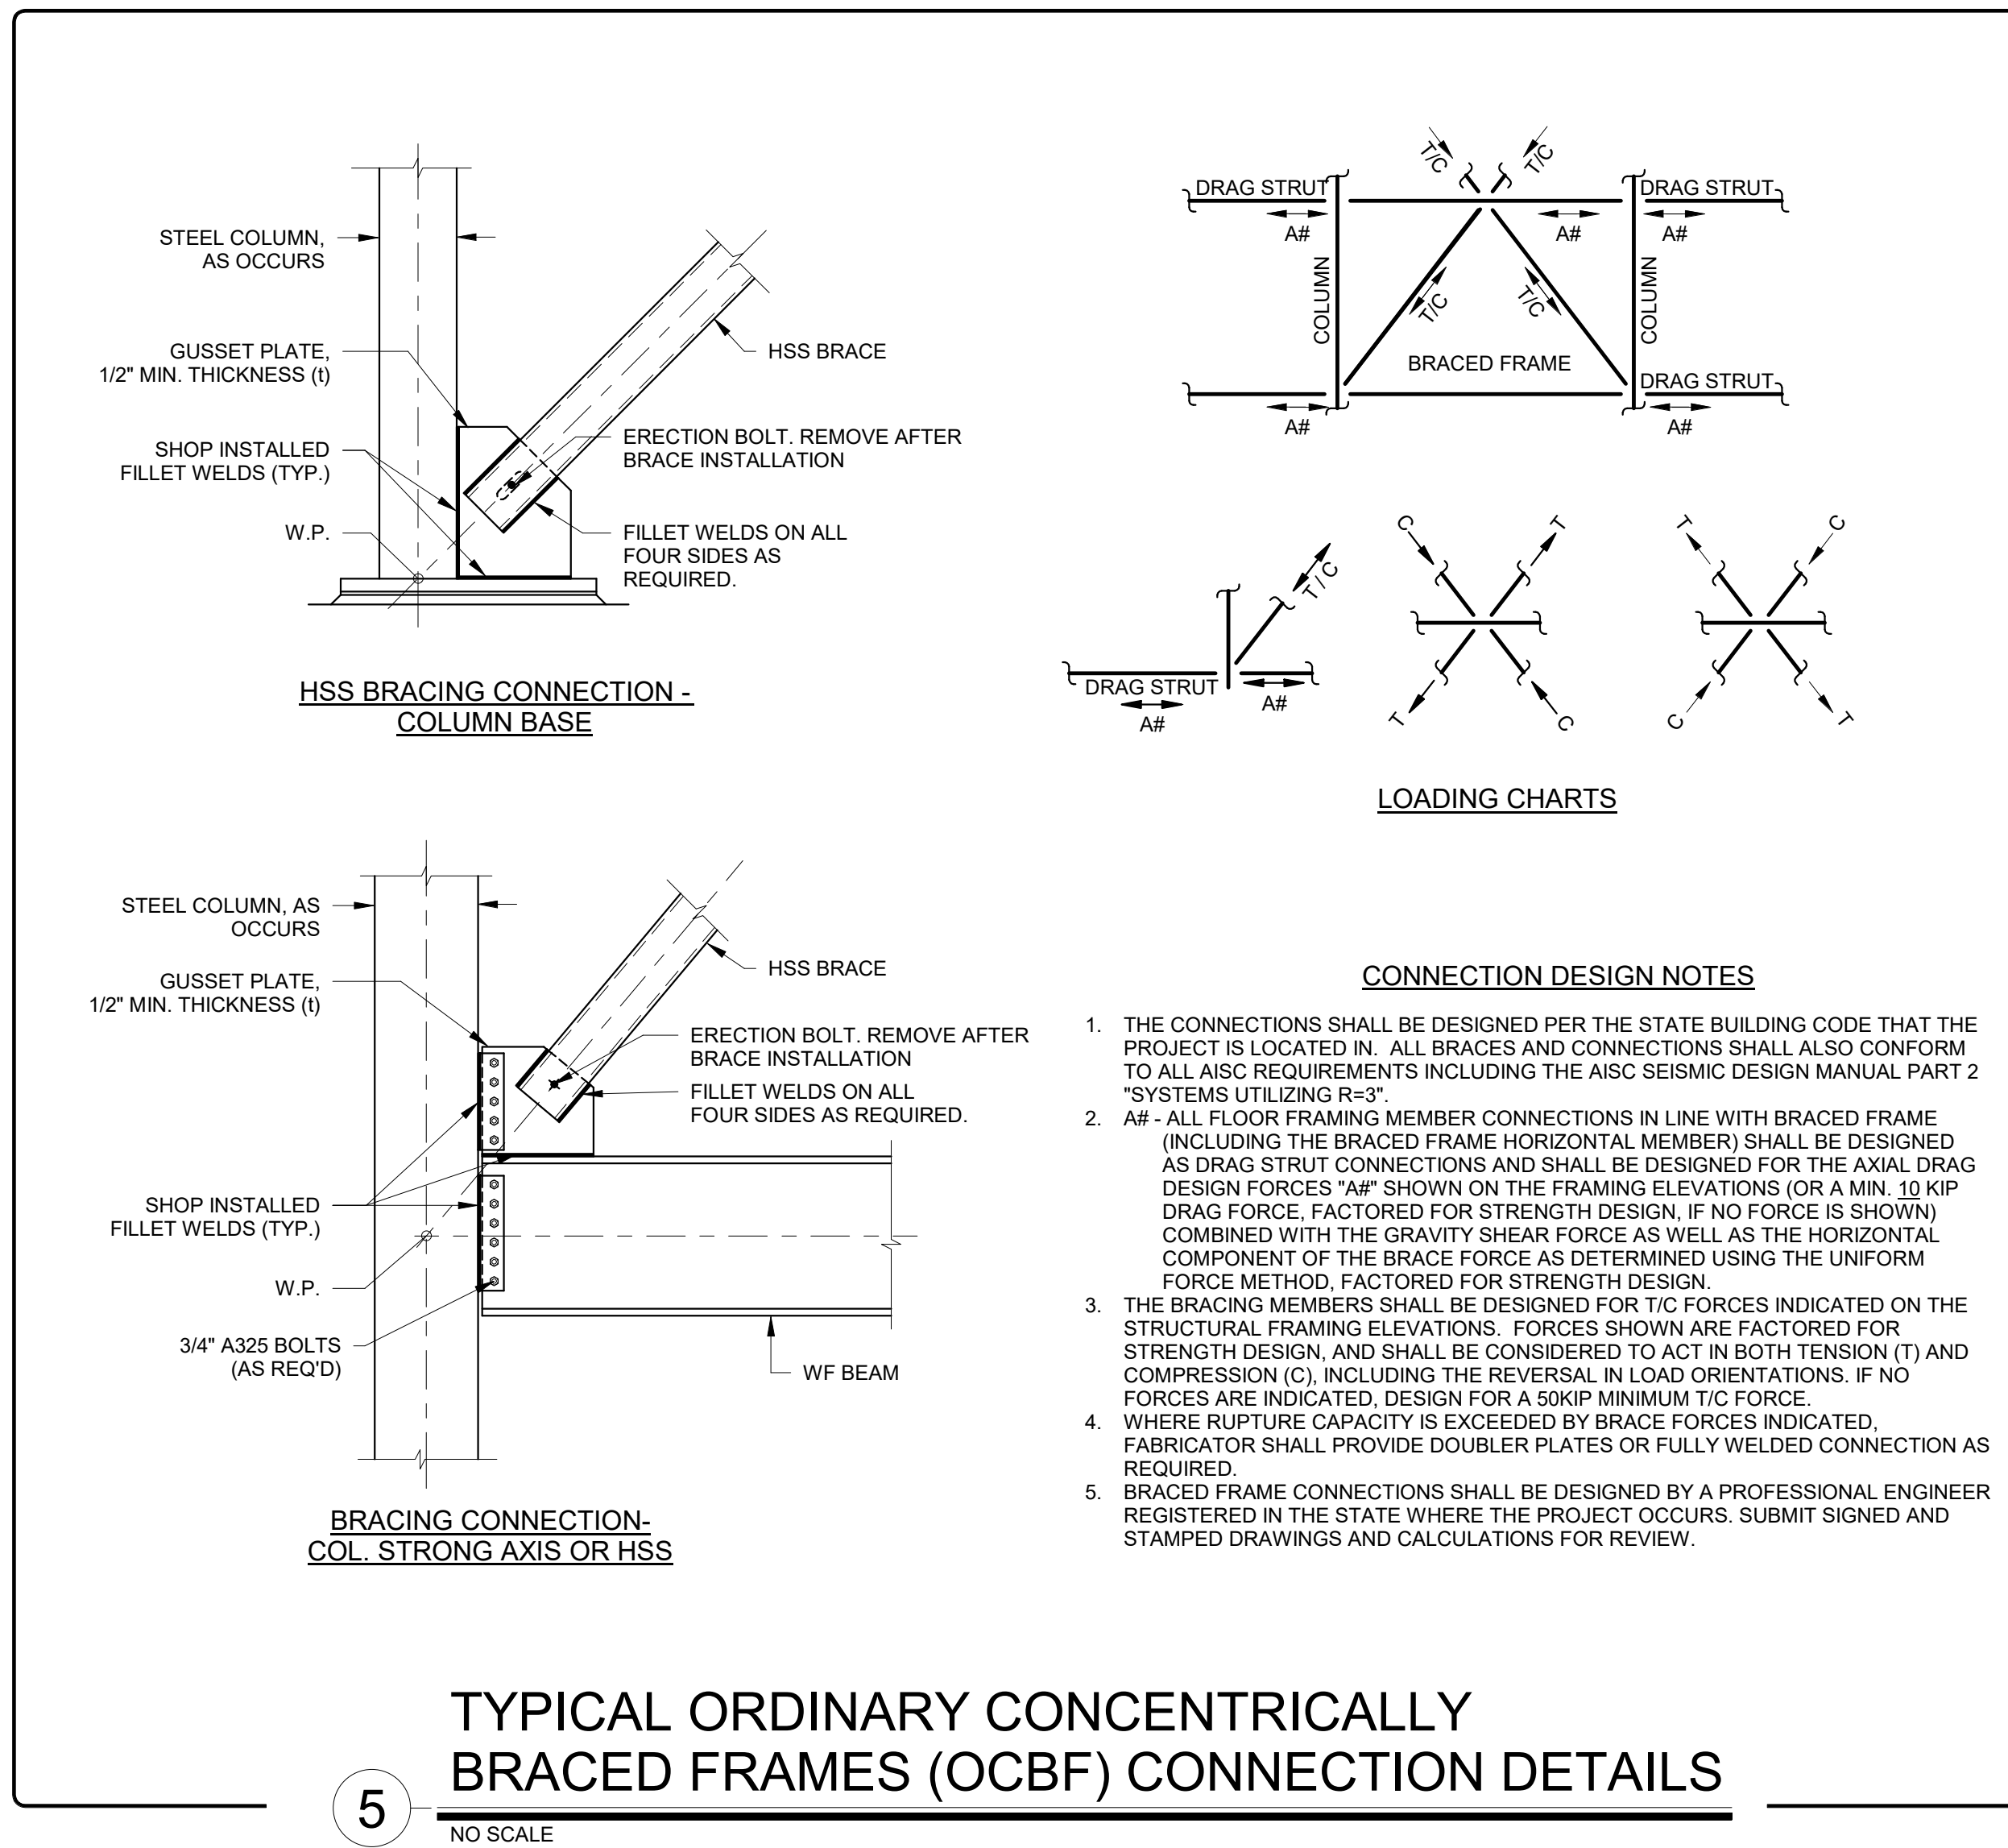 STEEL COLUMN,
AS OCCURS
GUSSET PLATE,
1/2" MIN. THICKNESS (t)
SHOP INSTALLED
FILLET WELDS (TYP.)
W.P.
HSS BRACE
ERECTION BOLT. REMOVE AFTER
BRACE INSTALLATION
FILLET WELDS ON ALL
FOUR SIDES AS
REQUIRED.
HSS BRACING CONNECTION -
COLUMN BASE
T/C
T/C
DRAG STRUT
DRAG STRUT
A#
A#
A#
COLUMN
COLUMN
T/C
T/C
BRACED FRAME
DRAG STRUT
A#
A#
T / C
DRAG STRUT
A#
A#
C
T
T
C
T
C
C
T
LOADING CHARTS
STEEL COLUMN, AS
OCCURS
GUSSET PLATE,
1/2" MIN. THICKNESS (t)
SHOP INSTALLED
FILLET WELDS (TYP.)
W.P.
3/4" A325 BOLTS
(AS REQ'D)
HSS BRACE
ERECTION BOLT. REMOVE AFTER
BRACE INSTALLATION
FILLET WELDS ON ALL
FOUR SIDES AS REQUIRED.
WF BEAM
BRACING CONNECTION-
COL. STRONG AXIS OR HSS
CONNECTION DESIGN NOTES
1. THE CONNECTIONS SHALL BE DESIGNED PER THE STATE BUILDING CODE THAT THE
PROJECT IS LOCATED IN. ALL BRACES AND CONNECTIONS SHALL ALSO CONFORM
TO ALL AISC REQUIREMENTS INCLUDING THE AISC SEISMIC DESIGN MANUAL PART 2
"SYSTEMS UTILIZING R=3".
2. A# - ALL FLOOR FRAMING MEMBER CONNECTIONS IN LINE WITH BRACED FRAME
(INCLUDING THE BRACED FRAME HORIZONTAL MEMBER) SHALL BE DESIGNED
AS DRAG STRUT CONNECTIONS AND SHALL BE DESIGNED FOR THE AXIAL DRAG
DESIGN FORCES "A#" SHOWN ON THE FRAMING ELEVATIONS (OR A MIN. 10 KIP
DRAG FORCE, FACTORED FOR STRENGTH DESIGN, IF NO FORCE IS SHOWN)
COMBINED WITH THE GRAVITY SHEAR FORCE AS WELL AS THE HORIZONTAL
COMPONENT OF THE BRACE FORCE AS DETERMINED USING THE UNIFORM
FORCE METHOD, FACTORED FOR STRENGTH DESIGN.
3. THE BRACING MEMBERS SHALL BE DESIGNED FOR T/C FORCES INDICATED ON THE
STRUCTURAL FRAMING ELEVATIONS. FORCES SHOWN ARE FACTORED FOR
STRENGTH DESIGN, AND SHALL BE CONSIDERED TO ACT IN BOTH TENSION (T) AND
COMPRESSION (C), INCLUDING THE REVERSAL IN LOAD ORIENTATIONS. IF NO
FORCES ARE INDICATED, DESIGN FOR A 50KIP MINIMUM T/C FORCE.
4. WHERE RUPTURE CAPACITY IS EXCEEDED BY BRACE FORCES INDICATED,
FABRICATOR SHALL PROVIDE DOUBLER PLATES OR FULLY WELDED CONNECTION AS
REQUIRED.
5. BRACED FRAME CONNECTIONS SHALL BE DESIGNED BY A PROFESSIONAL ENGINEER
REGISTERED IN THE STATE WHERE THE PROJECT OCCURS. SUBMIT SIGNED AND
STAMPED DRAWINGS AND CALCULATIONS FOR REVIEW.
TYPICAL ORDINARY CONCENTRICALLY
BRACED FRAMES (OCBF) CONNECTION DETAILS
5
NO SCALE